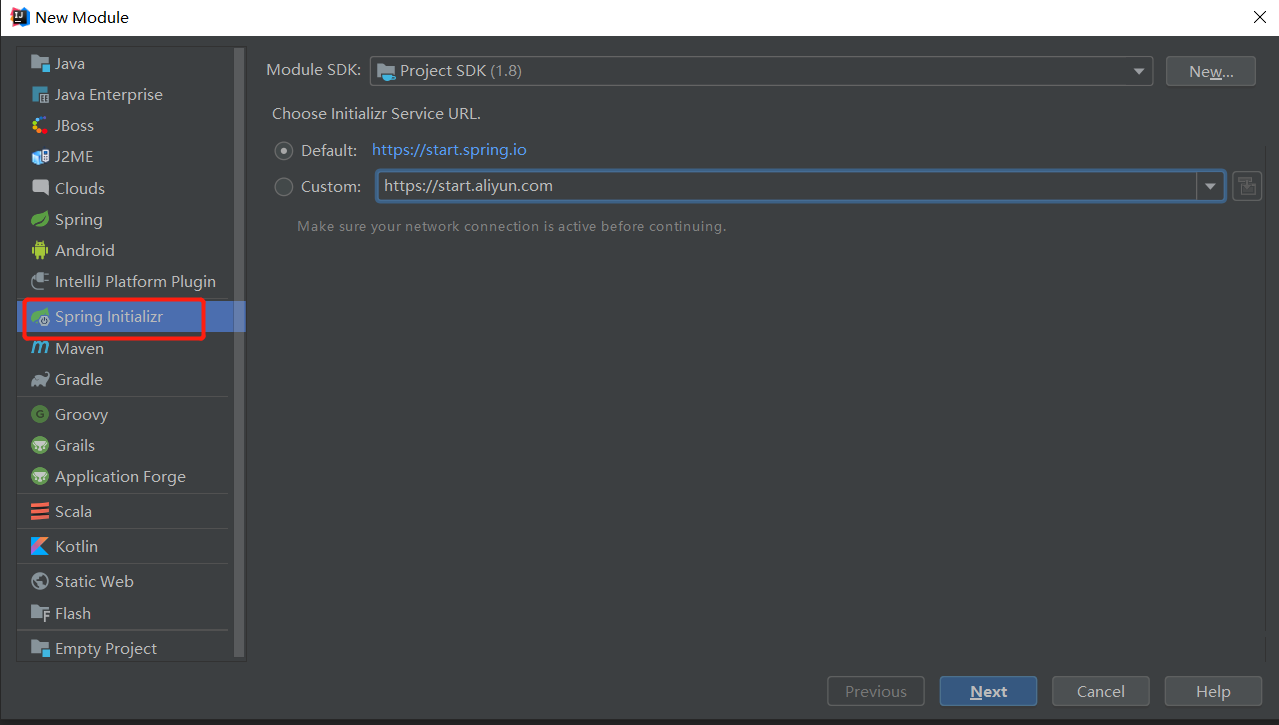 New Module
Java
Java Enterprise
JBoss
J2ME
Clouds
Spring
Android
IntelliJ Platform Plugin
Spring Initializr
Maven
Gradle
Groovy
Grails
Application Forge
Scala
Kotlin
Static Web
Flash
Empty Project
Module SDK: Project SDK (1.8) New...
Choose Initializr Service URL.
Default: https://start.spring.io
Custom: https://start.aliyun.com
Make sure your network connection is active before continuing.
Previous Next Cancel Help